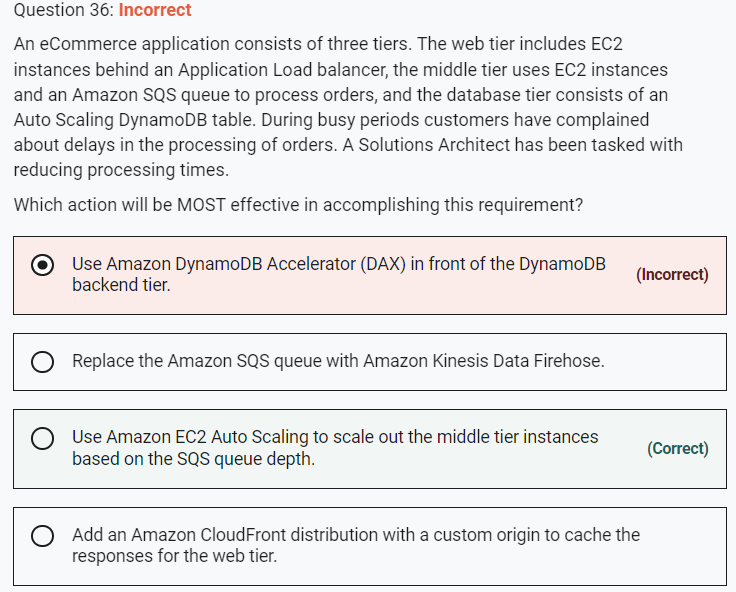 Question 36: Incorrect
An eCommerce application consists of three tiers. The web tier includes EC2
instances behind an Application Load balancer, the middle tier uses EC2 instances
and an Amazon SQS queue to process orders, and the database tier consists of an
Auto Scaling DynamoDB table. During busy periods customers have complained
about delays in the processing of orders. A Solutions Architect has been tasked with
reducing processing times.
Which action will be MOST effective in accomplishing this requirement?
Use Amazon DynamoDB Accelerator (DAX) in front of the DynamoDB
backend tier.
(Incorrect)
Replace the Amazon SQS queue with Amazon Kinesis Data Firehose.
Use Amazon EC2 Auto Scaling to scale out the middle tier instances
based on the SQS queue depth.
(Correct)
Add an Amazon CloudFront distribution with a custom origin to cache the
responses for the web tier.